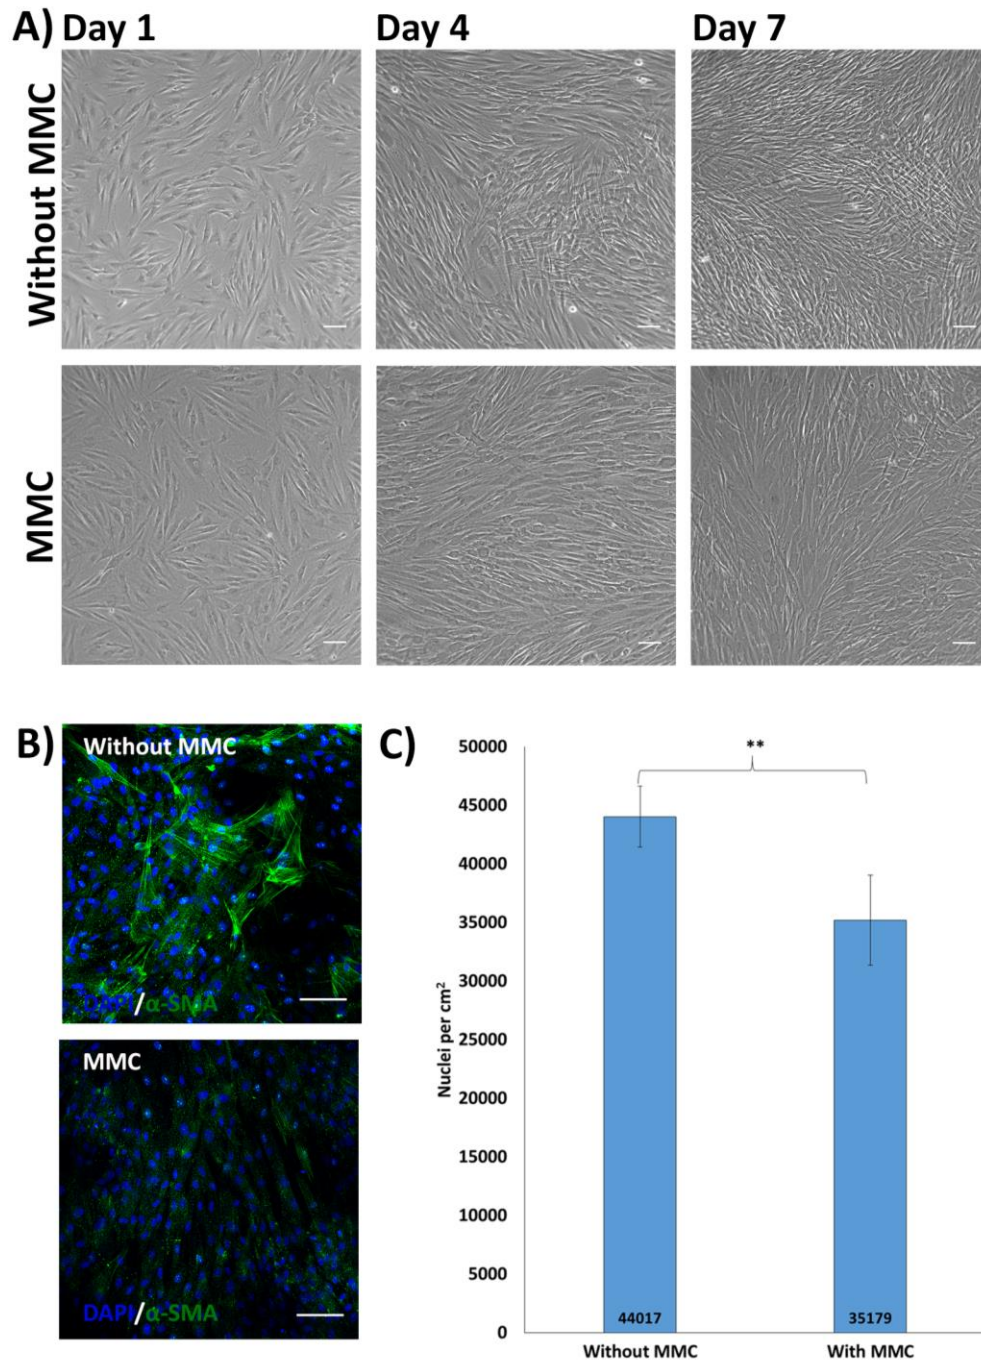 A) Day 1 Day 4 Day 7
Without MMC
MMC
B) Without MMC
DAPI/α-SMA
MMC
DAPI/α-SMA
C)
**
50000
45000
40000
35000
30000
25000
20000
15000
10000
5000
0
Nuclei per cm²
44017 35179
Without MMC With MMC